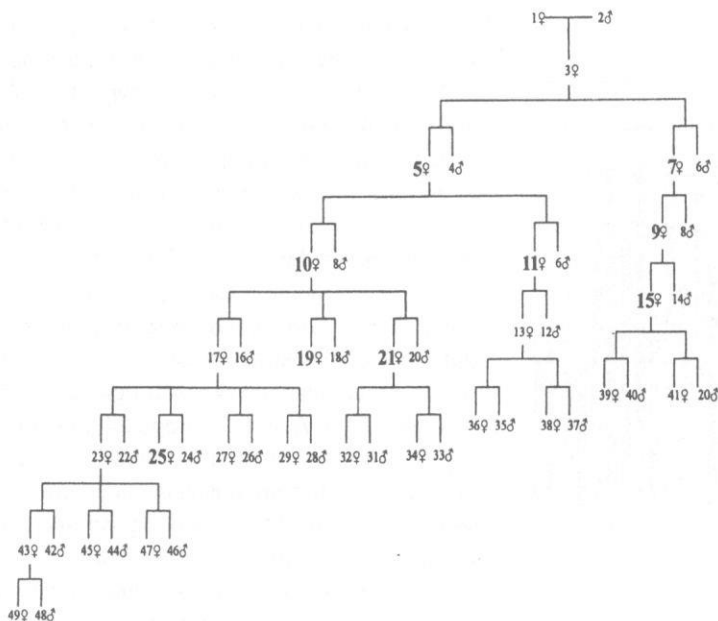 1♀ 2♂
3♀
5♀ 4♂ 7♀ 6♂
9♀ 8♂
10♀ 8♂ 11♀ 6♂
15♀ 14♂
13♀ 12♂
17♀ 16♂ 19♀ 18♂ 21♀ 20♂
39♀ 40♂ 41♀ 20♂
36♀ 35♂ 38♀ 37♂
23♀ 22♂ 25♀ 24♂ 27♀ 26♂ 29♀ 28♂ 32♀ 31♂ 34♀ 33♂
43♀ 42♂ 45♀ 44♂ 47♀ 46♂
49♀ 48♂